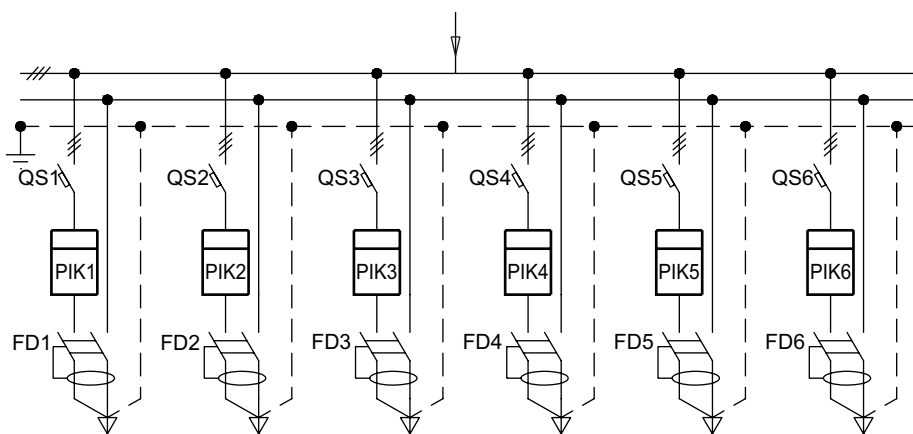 QS1 QS2 QS3 QS4 QS5 QS6
PIK1 PIK2 PIK3 PIK4 PIK5 PIK6
FD1 FD2 FD3 FD4 FD5 FD6